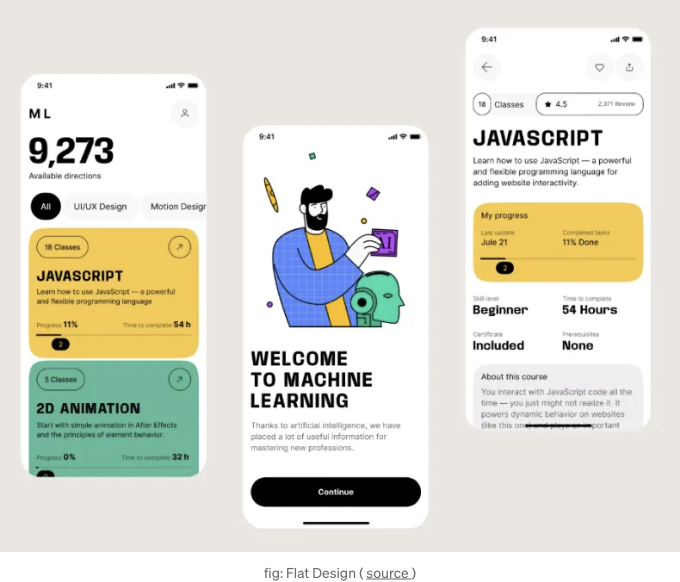 9:41
M L
9,273
Available directions
All
UI/UX Design
Motion Desigr
18 Classes
JAVASCRIPT
Learn how to use JavaScript — a powerful
and flexible programming language
Progress 11%
Time to complete 54 h
2
5 Classes
2D ANIMATION
Start with simple animation in After Effects
and the principles of element behavior.
Progress 0%
Time to complete 32 h
9:41
AI
WELCOME
TO MACHINE
LEARNING
Thanks to artificial intelligence, we have
placed a lot of useful information for
mastering new professions.
Continue
9:41
18 Classes
★ 4.5
2,371 Review
JAVASCRIPT
Learn how to use JavaScript — a powerful
and flexible programming language for
adding website interactivity.
My progress
Last update
Completed tasks
Jule 21
11% Done
2
Skill level
Time to complete
Beginner
54 Hours
Certificate
Prerequisites
Included
None
About this course
You interact with JavaScript code all the
time — you just might not realize it. It
powers dynamic behavior on websites
(like this one) and plays an important
fig: Flat Design ( source )